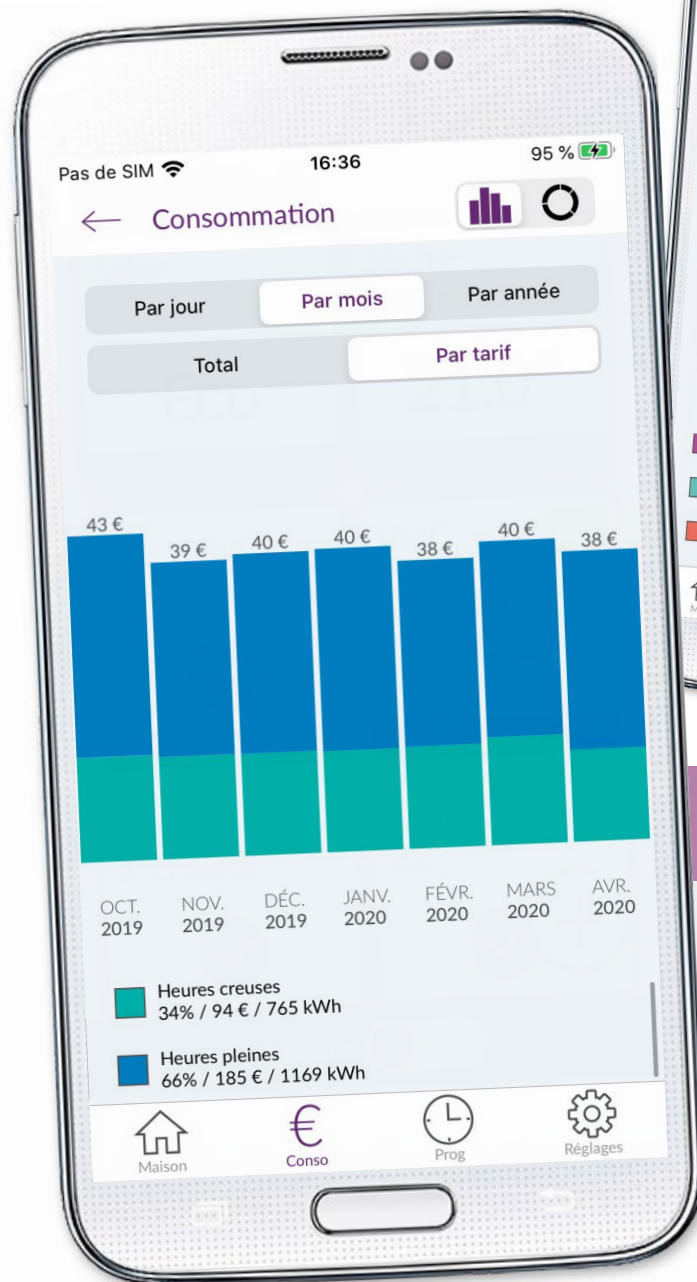 Pas de SIM 16:36 95 %
Consommation
Par jour Par mois Par année
Total Par tarif
43 € 39 € 40 € 40 € 38 € 40 € 38 €
OCT. NOV. DÉC. JANV. FÉVR. MARS AVR.
2019 2019 2019 2020 2020 2020 2020
Heures creuses
34% / 94 € / 765 kWh
Heures pleines
66% / 185 € / 1169 kWh
Maison Conso Prog Réglages